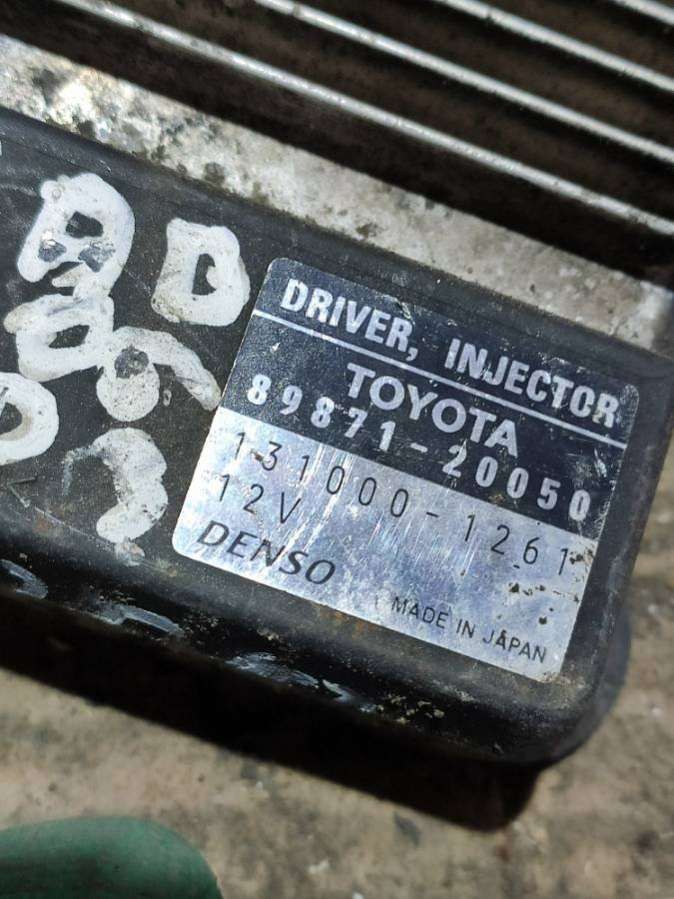 DRIVER, INJECTOR
TOYOTA
89871-20050
131000-1261
12V
DENSO
MADE IN JAPAN